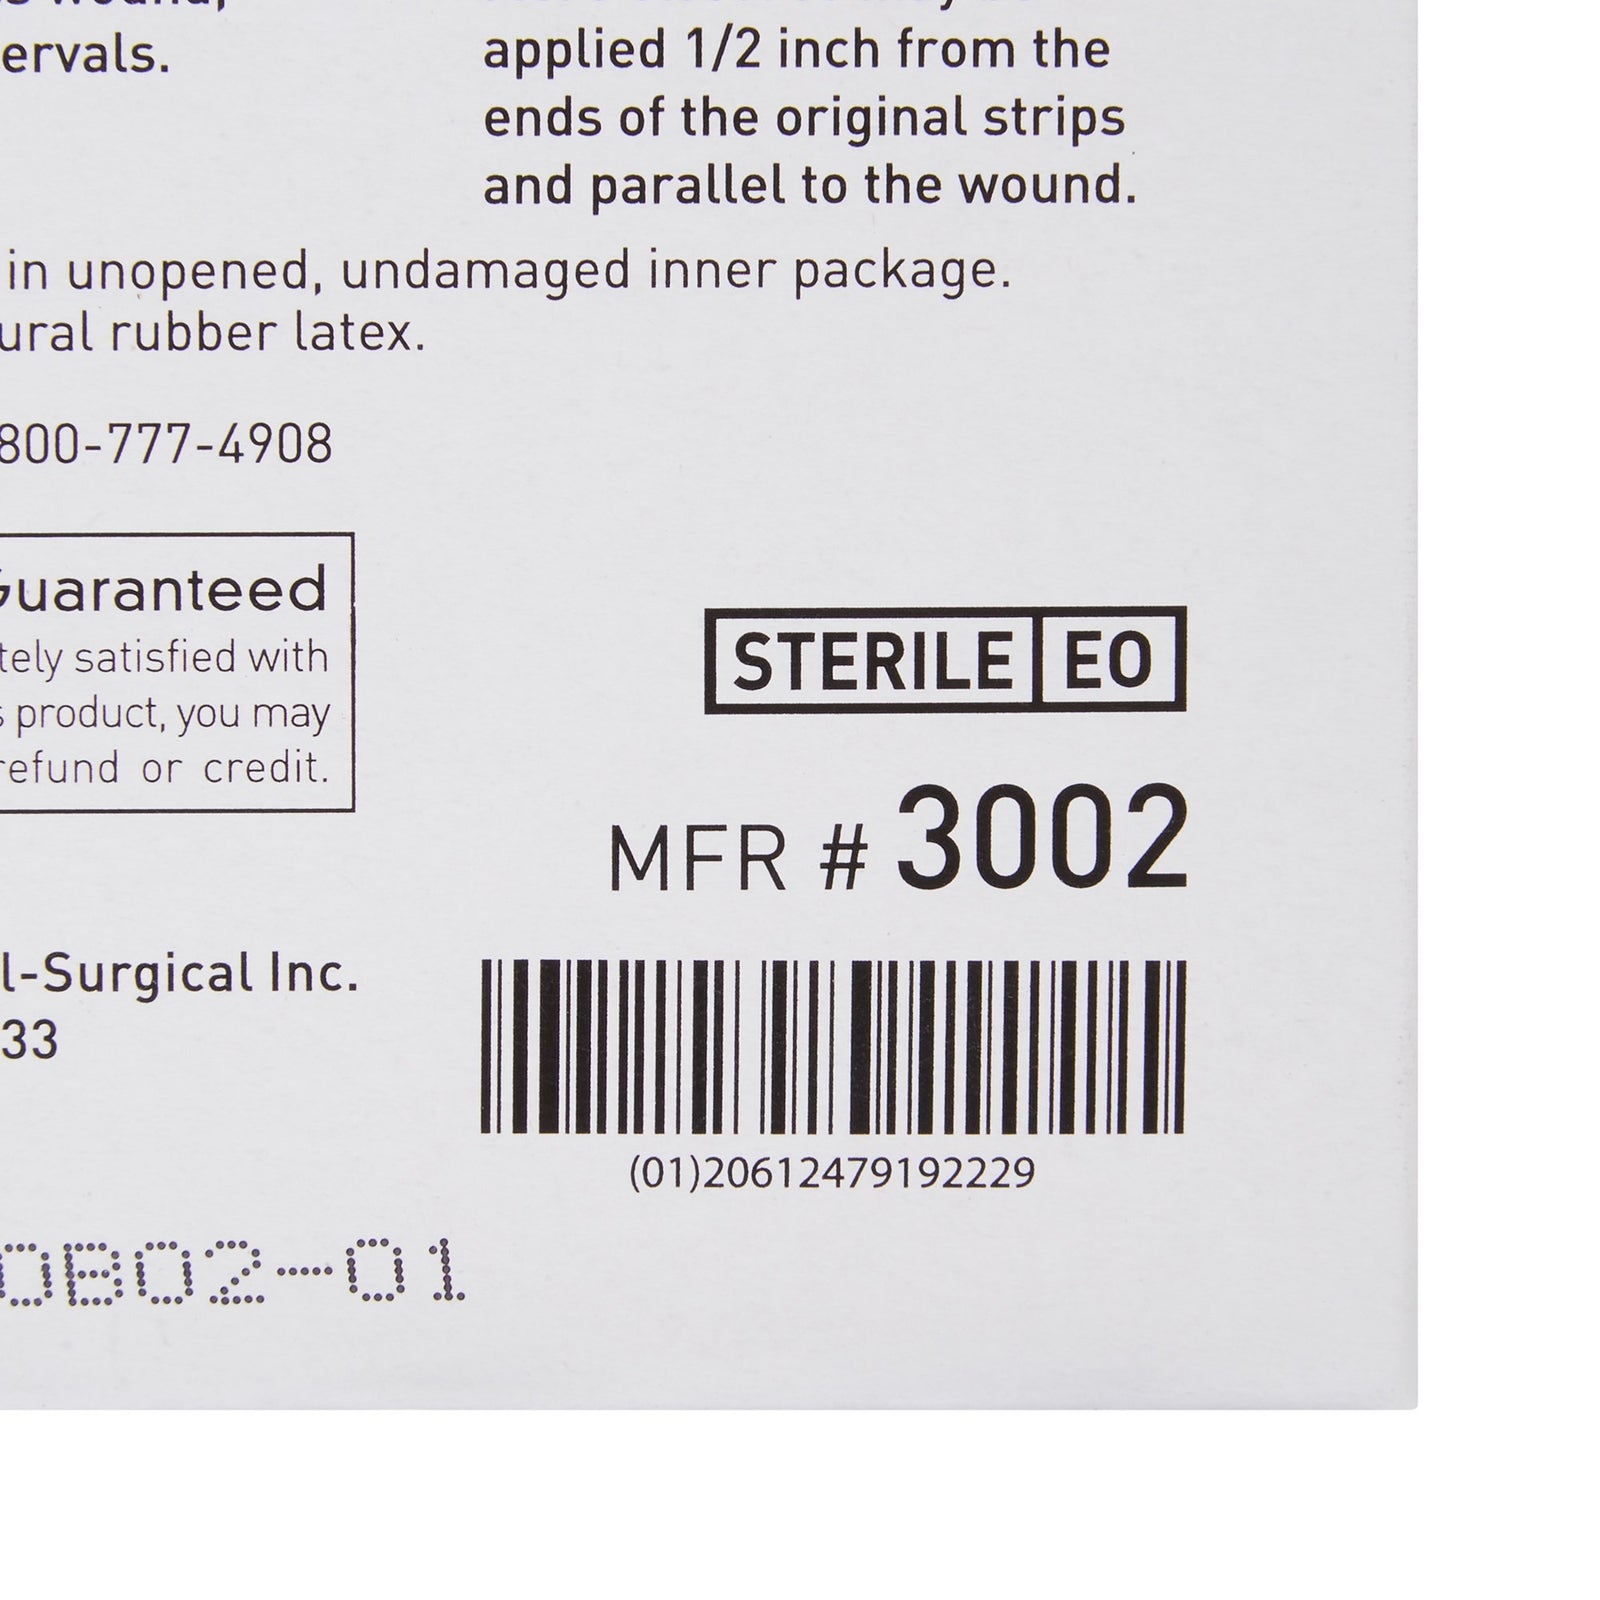 wound,
ervals.
applied 1/2 inch from the
ends of the original strips
and parallel to the wound.
in unopened, undamaged inner package.
ural rubber latex.
800-777-4908
Guaranteed
tely satisfied with
s product, you may
refund or credit.
STERILE EO
MFR # 3002
l-Surgical Inc.
33
(01)20612479192229
0B02-01